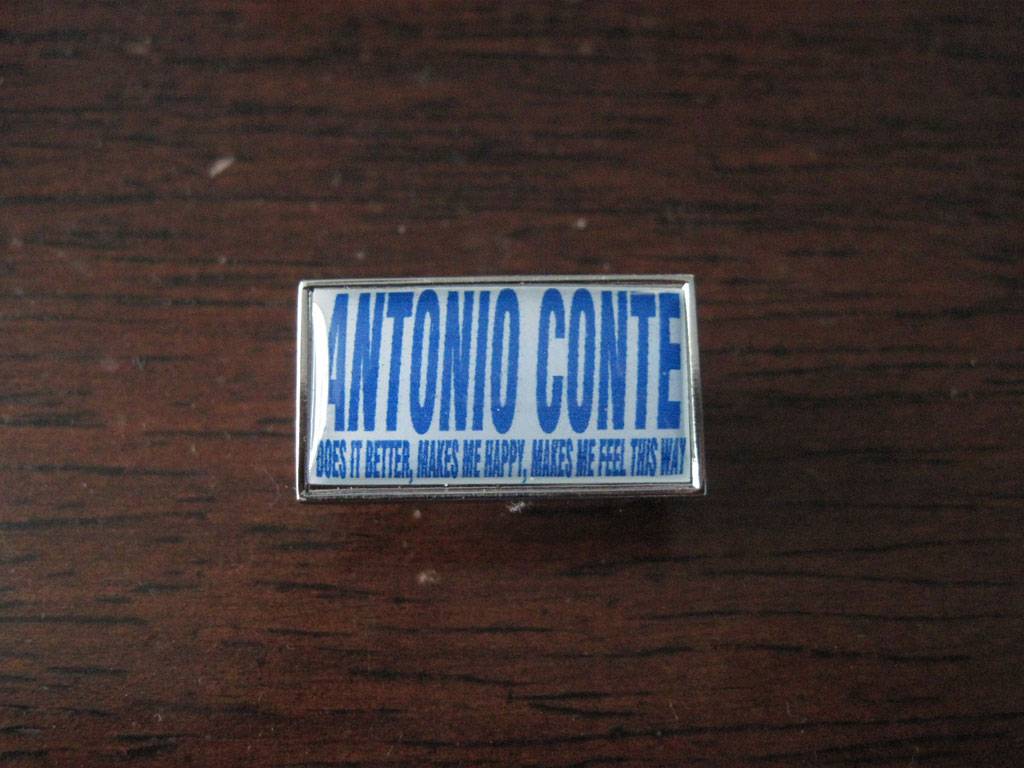 ANTONIO CONTE
DOES IT BETTER, MAKES ME HAPPY, MAKES ME FEEL THIS WAY